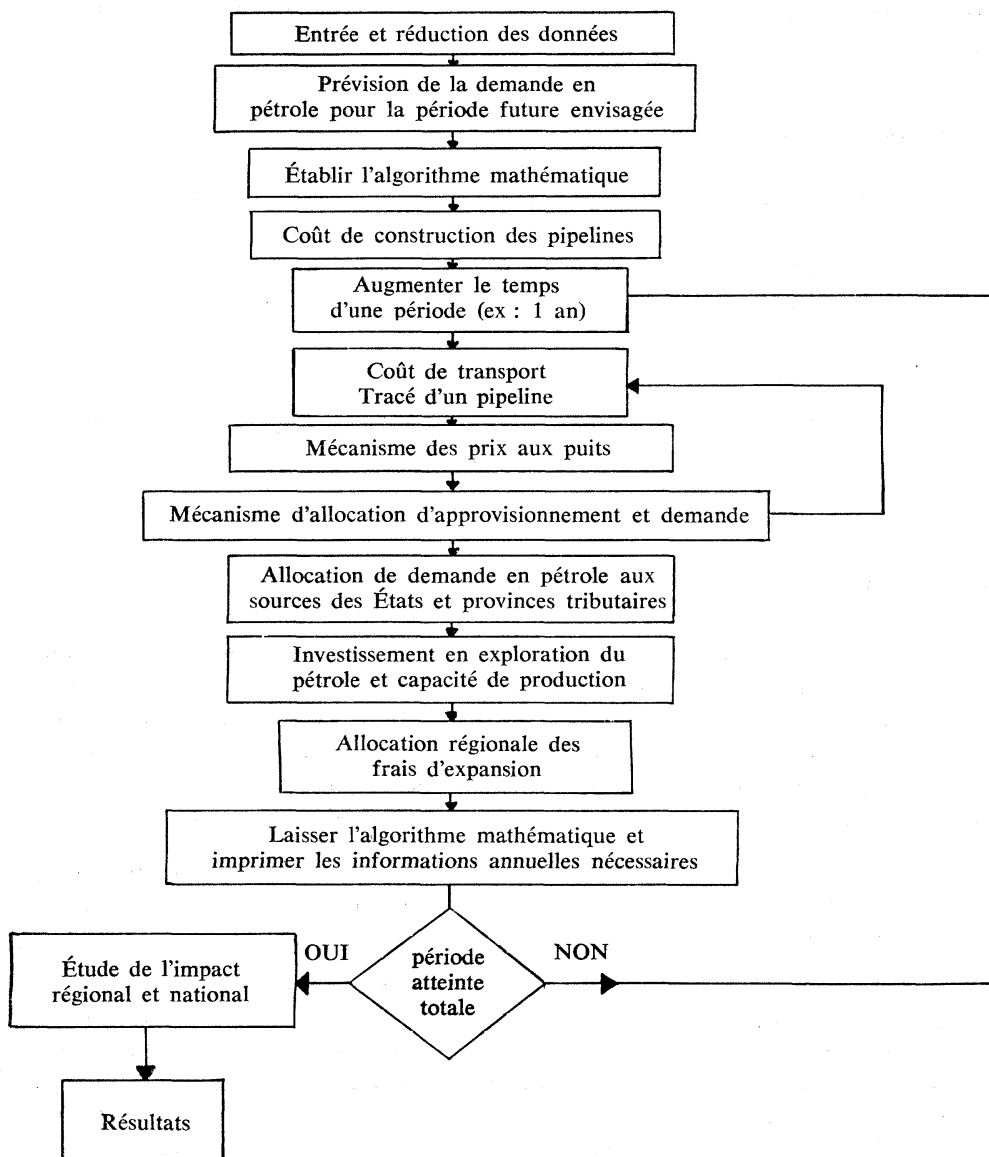 Entrée et réduction des données
Prévision de la demande en
pétrole pour la période future envisagée
Établir l'algorithme mathématique
Coût de construction des pipelines
Augmenter le temps
d'une période (ex : 1 an)
Coût de transport
Tracé d'un pipeline
Mécanisme des prix aux puits
Mécanisme d'allocation d'approvisionnement et demande
Allocation de demande en pétrole aux
sources des États et provinces tributaires
Investissement en exploration du
pétrole et capacité de production
Allocation régionale des
frais d'expansion
Laisser l'algorithme mathématique et
imprimer les informations annuelles nécessaires
OUI
période
atteinte
totale
NON
Étude de l'impact
régional et national
Résultats